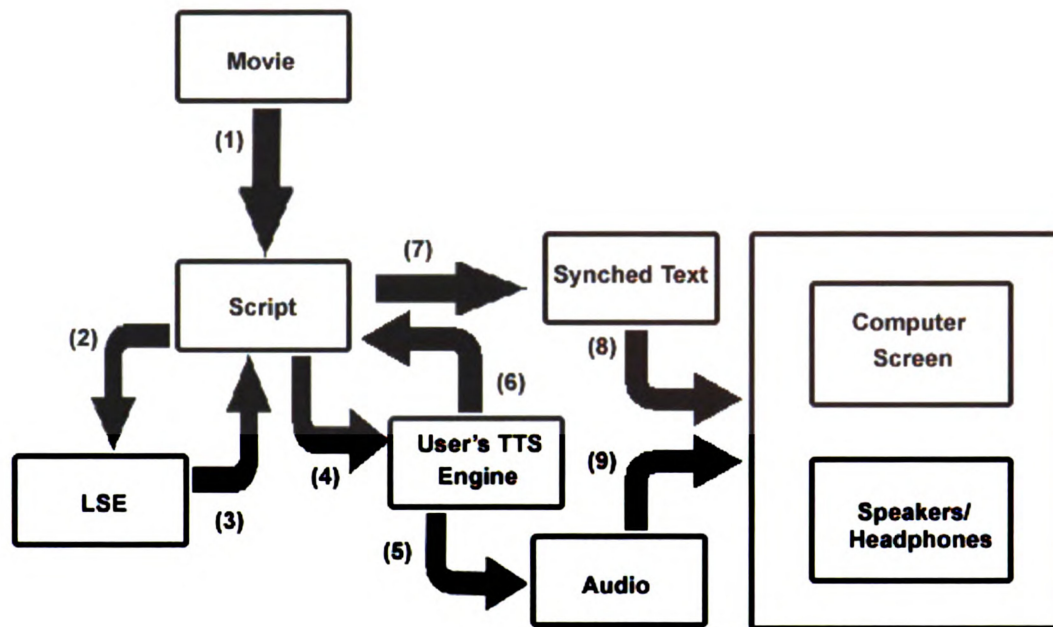 Movie
(1)
(7)
Synched Text
Script
(2)
(8)
Computer
Screen
(6)
User's TTS
Engine
(9)
(4)
LSE
(3)
Speakers/
Headphones
(5)
Audio